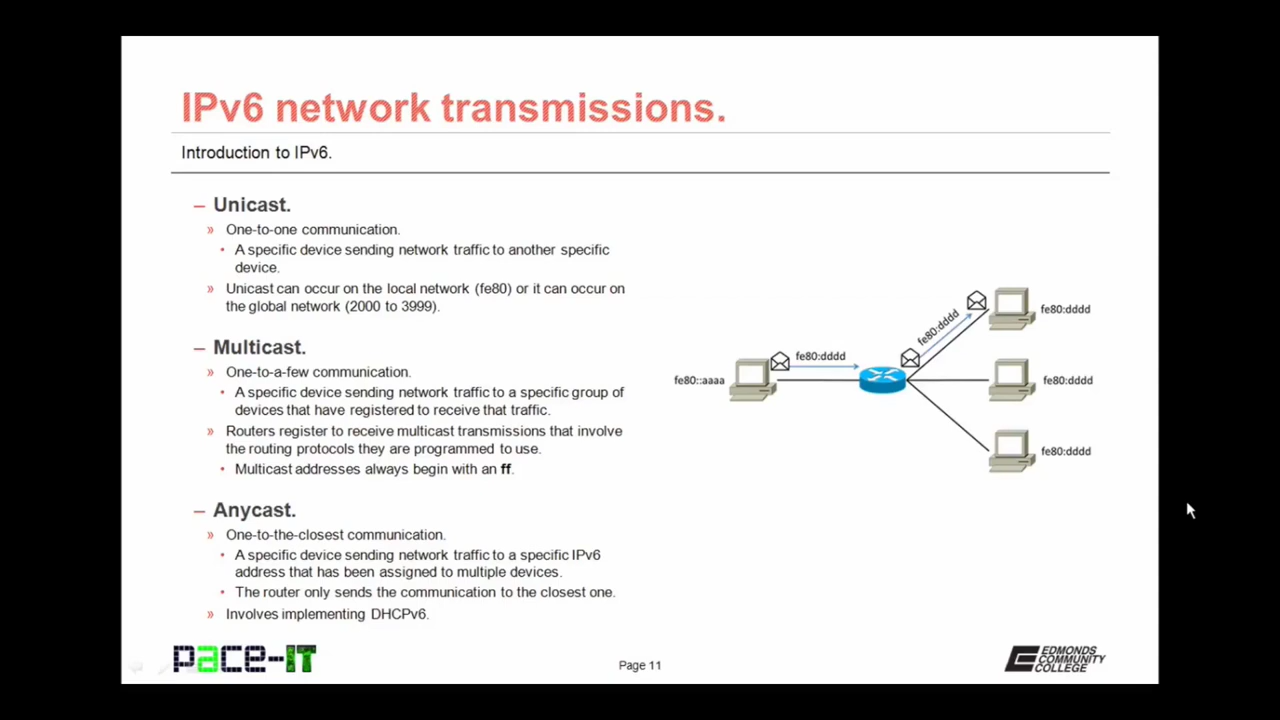 IPv6 network transmissions.
Introduction to IPv6.
– Unicast.
» One-to-one communication.
• A specific device sending network traffic to another specific
device.
» Unicast can occur on the local network (fe80) or it can occur on
the global network (2000 to 3999).
– Multicast.
» One-to-a-few communication.
• A specific device sending network traffic to a specific group of
devices that have registered to receive that traffic.
» Routers register to receive multicast transmissions that involve
the routing protocols they are programmed to use.
• Multicast addresses always begin with an ff.
– Anycast.
» One-to-the-closest communication.
• A specific device sending network traffic to a specific IPv6
address that has been assigned to multiple devices.
• The router only sends the communication to the closest one.
» Involves implementing DHCPv6.
fe80::aaaa
fe80:dddd
fe80:dddd
fe80:dddd
fe80:dddd
fe80:dddd
pace-IT
Page 11
EDMONDS
COMMUNITY
COLLEGE